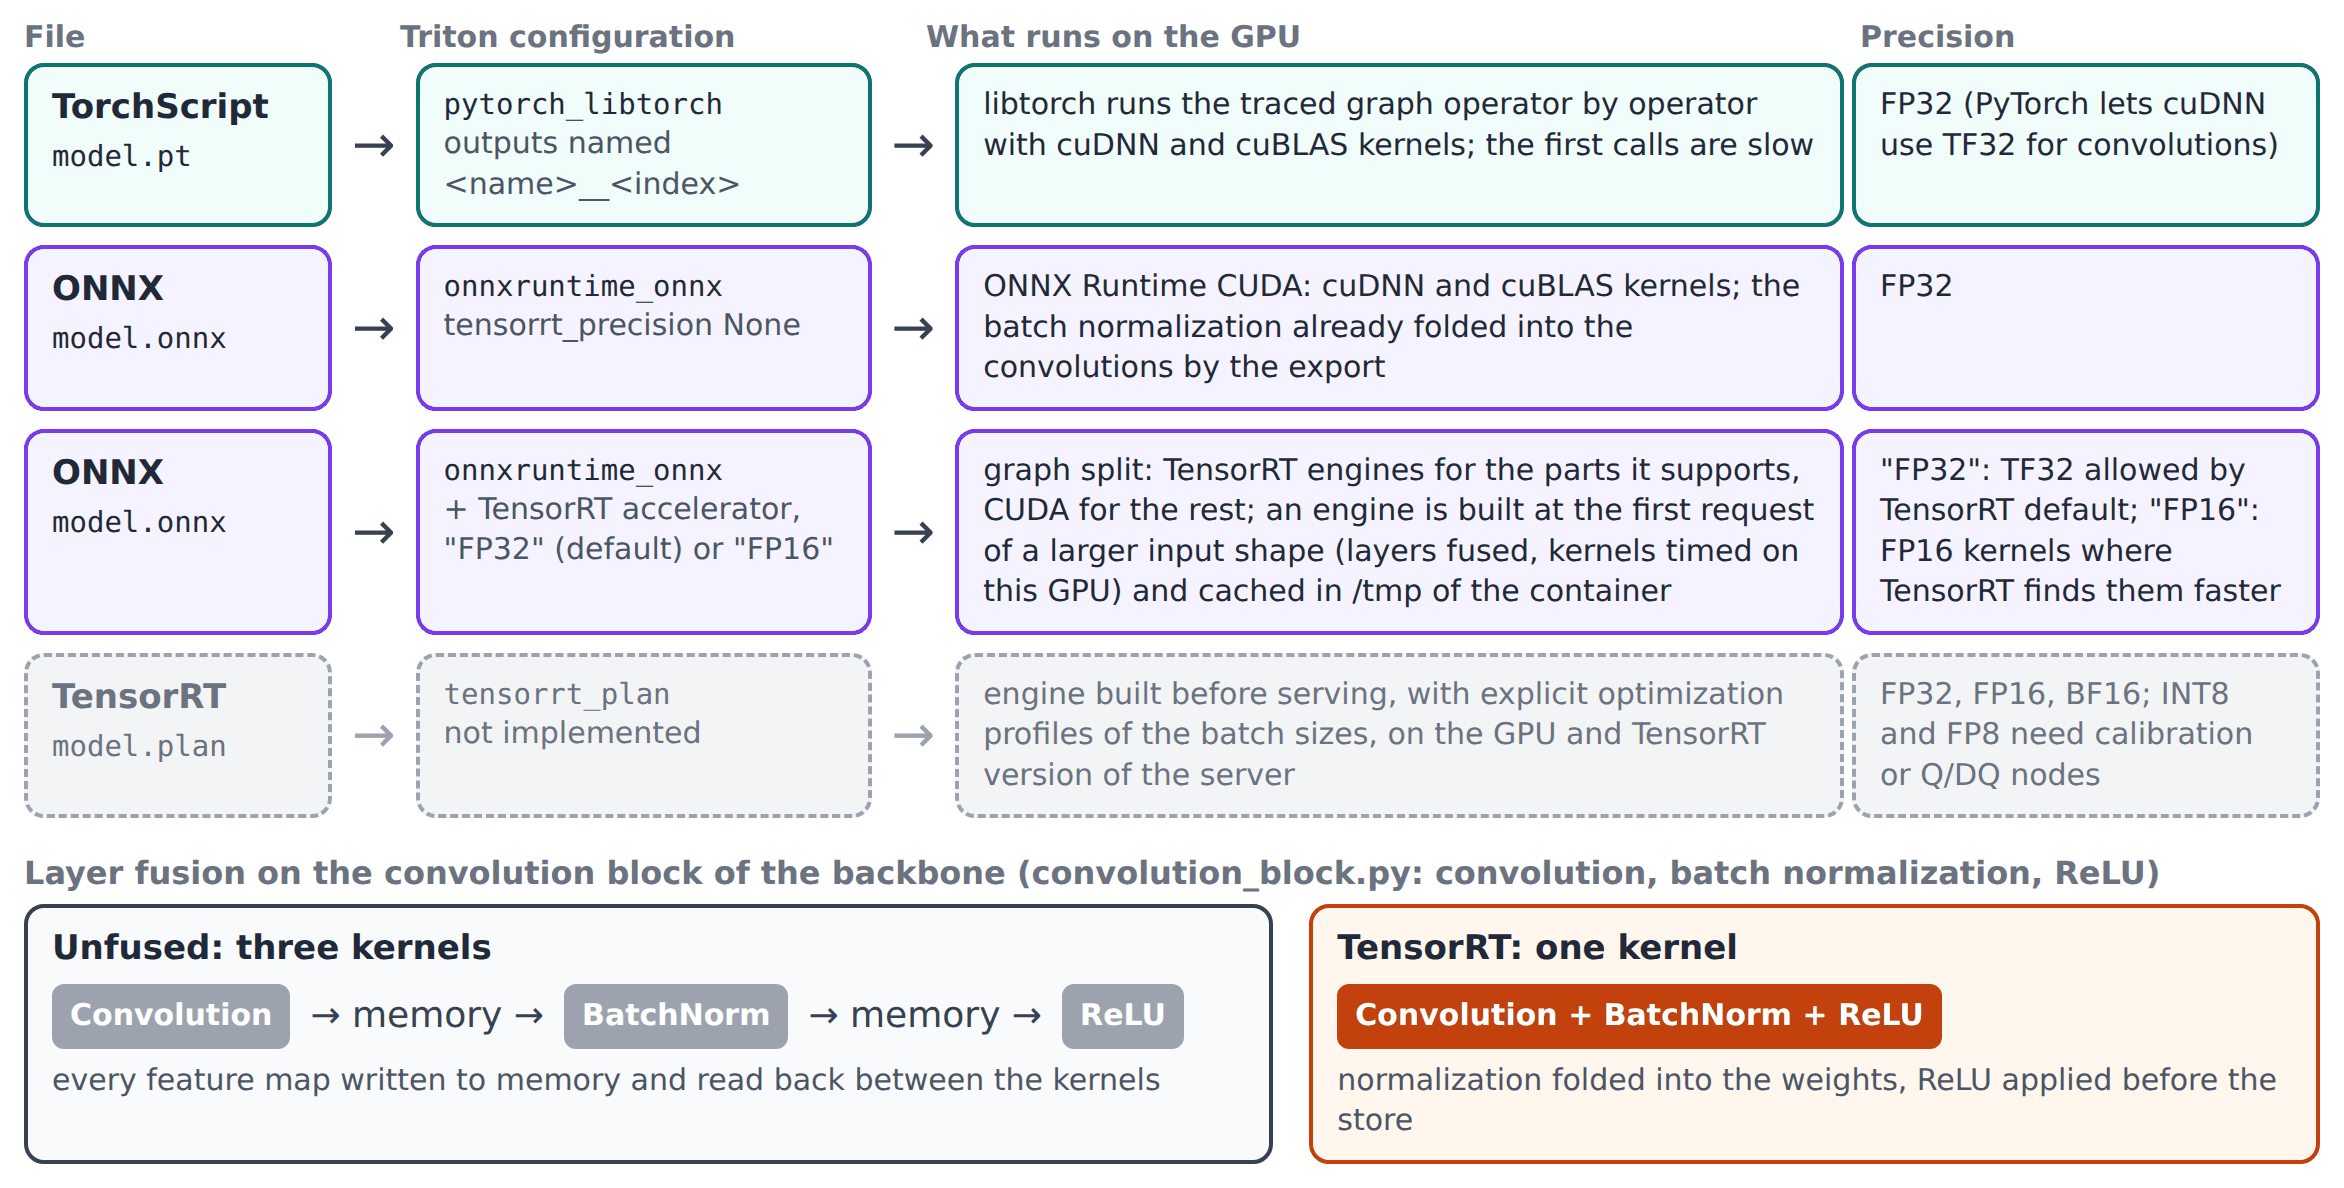 File
Triton configuration
What runs on the GPU
Precision
TorchScript
model.pt
→
pytorch_libtorch
outputs named
<name>__<index>
→
libtorch runs the traced graph operator by operator
with cuDNN and cuBLAS kernels; the first calls are slow
FP32 (PyTorch lets cuDNN
use TF32 for convolutions)
ONNX
model.onnx
→
onnxruntime_onnx
tensorrt_precision None
→
ONNX Runtime CUDA: cuDNN and cuBLAS kernels; the
batch normalization already folded into the
convolutions by the export
FP32
ONNX
model.onnx
→
onnxruntime_onnx
+ TensorRT accelerator,
"FP32" (default) or "FP16"
→
graph split: TensorRT engines for the parts it supports,
CUDA for the rest; an engine is built at the first request
of a larger input shape (layers fused, kernels timed on
this GPU) and cached in /tmp of the container
"FP32": TF32 allowed by
TensorRT default; "FP16":
FP16 kernels where
TensorRT finds them faster
TensorRT
model.plan
→
tensorrt_plan
not implemented
→
engine built before serving, with explicit optimization
profiles of the batch sizes, on the GPU and TensorRT
version of the server
FP32, FP16, BF16; INT8
and FP8 need calibration
or Q/DQ nodes
Layer fusion on the convolution block of the backbone (convolution_block.py: convolution, batch normalization, ReLU)
Unfused: three kernels
Convolution → memory → BatchNorm → memory → ReLU
every feature map written to memory and read back between the kernels
TensorRT: one kernel
Convolution + BatchNorm + ReLU
normalization folded into the weights, ReLU applied before the
store